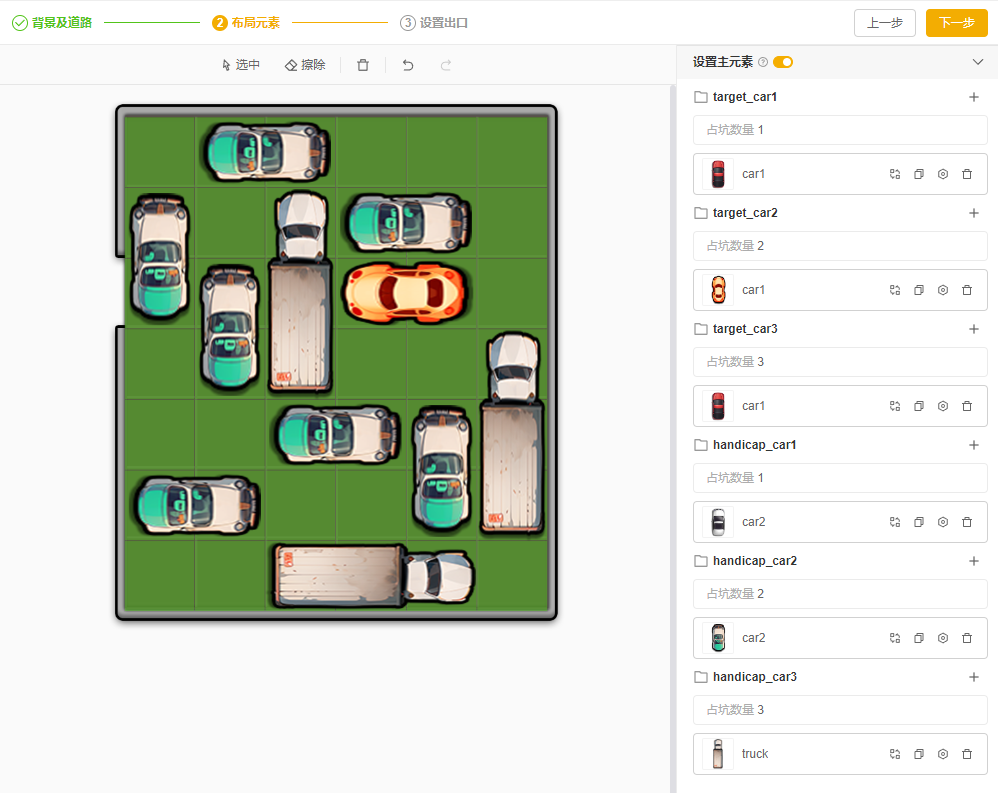 背景及道路
2 布局元素
3 设置出口
上一步
下一步
选中
擦除
设置主元素
target_car1
占坑数量 1
car1
target_car2
占坑数量 2
car1
target_car3
占坑数量 3
car1
handicap_car1
占坑数量 1
car2
handicap_car2
占坑数量 2
car2
handicap_car3
占坑数量 3
truck